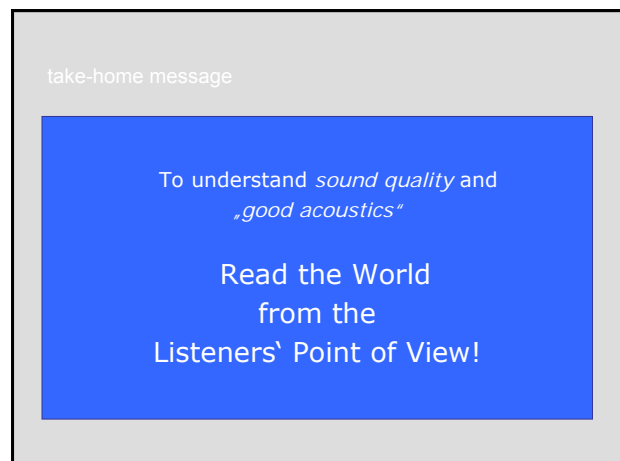 take-home message
To understand sound quality and
„good acoustics“
Read the World
from the
Listeners‘ Point of View!